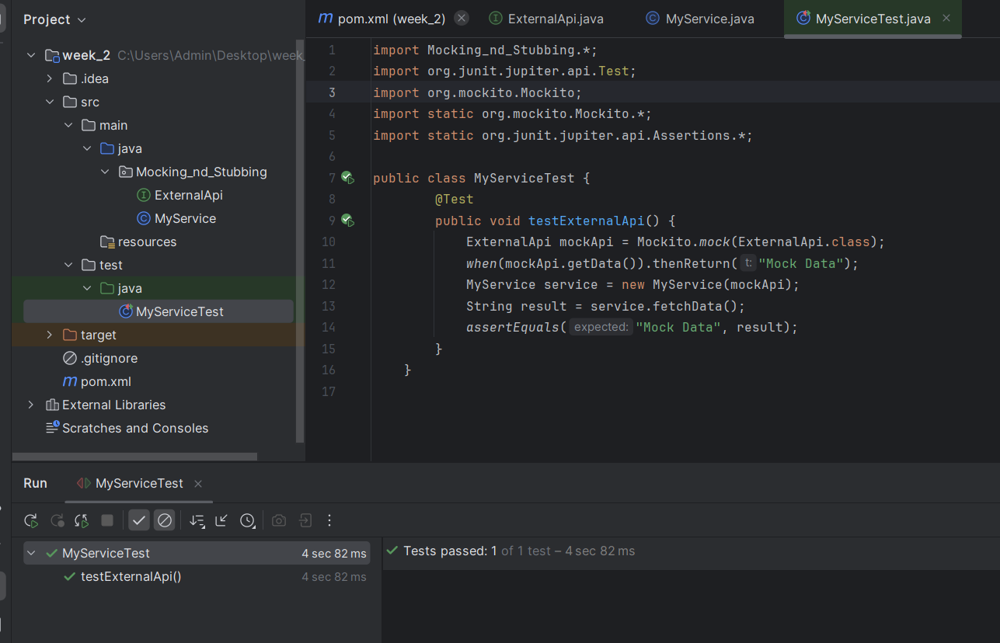 Project
pom.xml (week_2)
ExternalApi.java
MyService.java
MyServiceTest.java
week_2 C:\Users\Admin\Desktop\week_
.idea
src
main
java
Mocking_nd_Stubbing
ExternalApi
MyService
resources
test
java
MyServiceTest
target
.gitignore
pom.xml
External Libraries
Scratches and Consoles
1 import Mocking_nd_Stubbing.*;
2 import org.junit.jupiter.api.Test;
3 import org.mockito.Mockito;
4 import static org.mockito.Mockito.*;
5 import static org.junit.jupiter.api.Assertions.*;
6
7 public class MyServiceTest {
8 @Test
9 public void testExternalApi() {
10 ExternalApi mockApi = Mockito.mock(ExternalApi.class);
11 when(mockApi.getData()).thenReturn( t: "Mock Data");
12 MyService service = new MyService(mockApi);
13 String result = service.fetchData();
14 assertEquals( expected: "Mock Data", result);
15 }
16 }
17
Run MyServiceTest
MyServiceTest 4 sec 82 ms
testExternalApi() 4 sec 82 ms
Tests passed: 1 of 1 test – 4 sec 82 ms